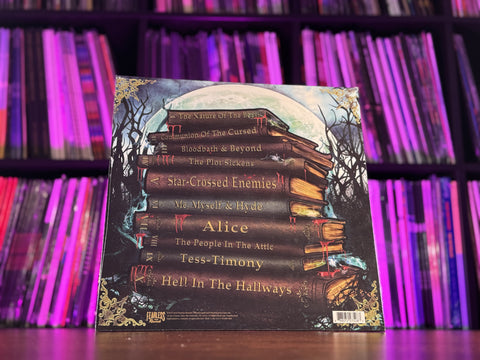 The Nature Of The Beast
Companion Of The Cursed
Bloodbath & Beyond
The Plot Sickens
Star-Crossed Enemies
Me, Myself & Hyde
Alice
The People In The Attic
Tess-Timony
Hell In The Hallways
FEARLESS